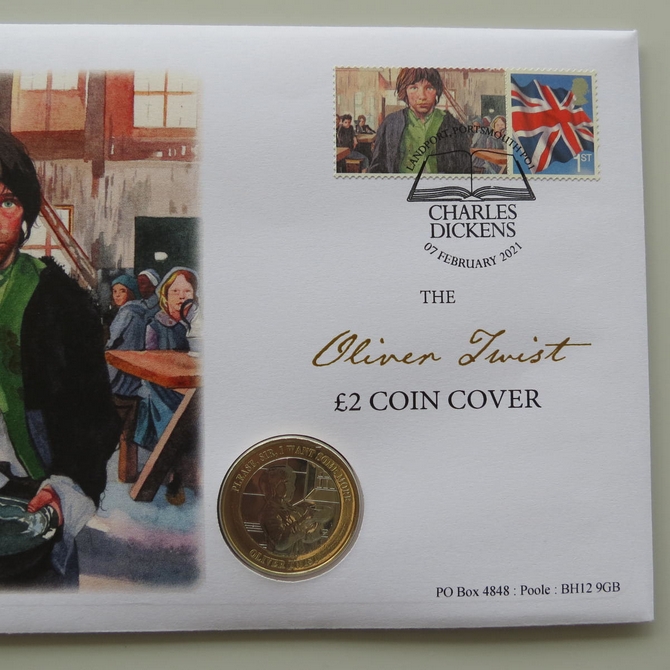 1ST
LANDPORT, PORTSMOUTH PO1
CHARLES
DICKENS
07 FEBRUARY 2021
THE
Oliver Twist
£2 COIN COVER
PLEASE, SIR, I WANT SOME MORE
OLIVER TWIST
PO Box 4848 : Poole : BH12 9GB